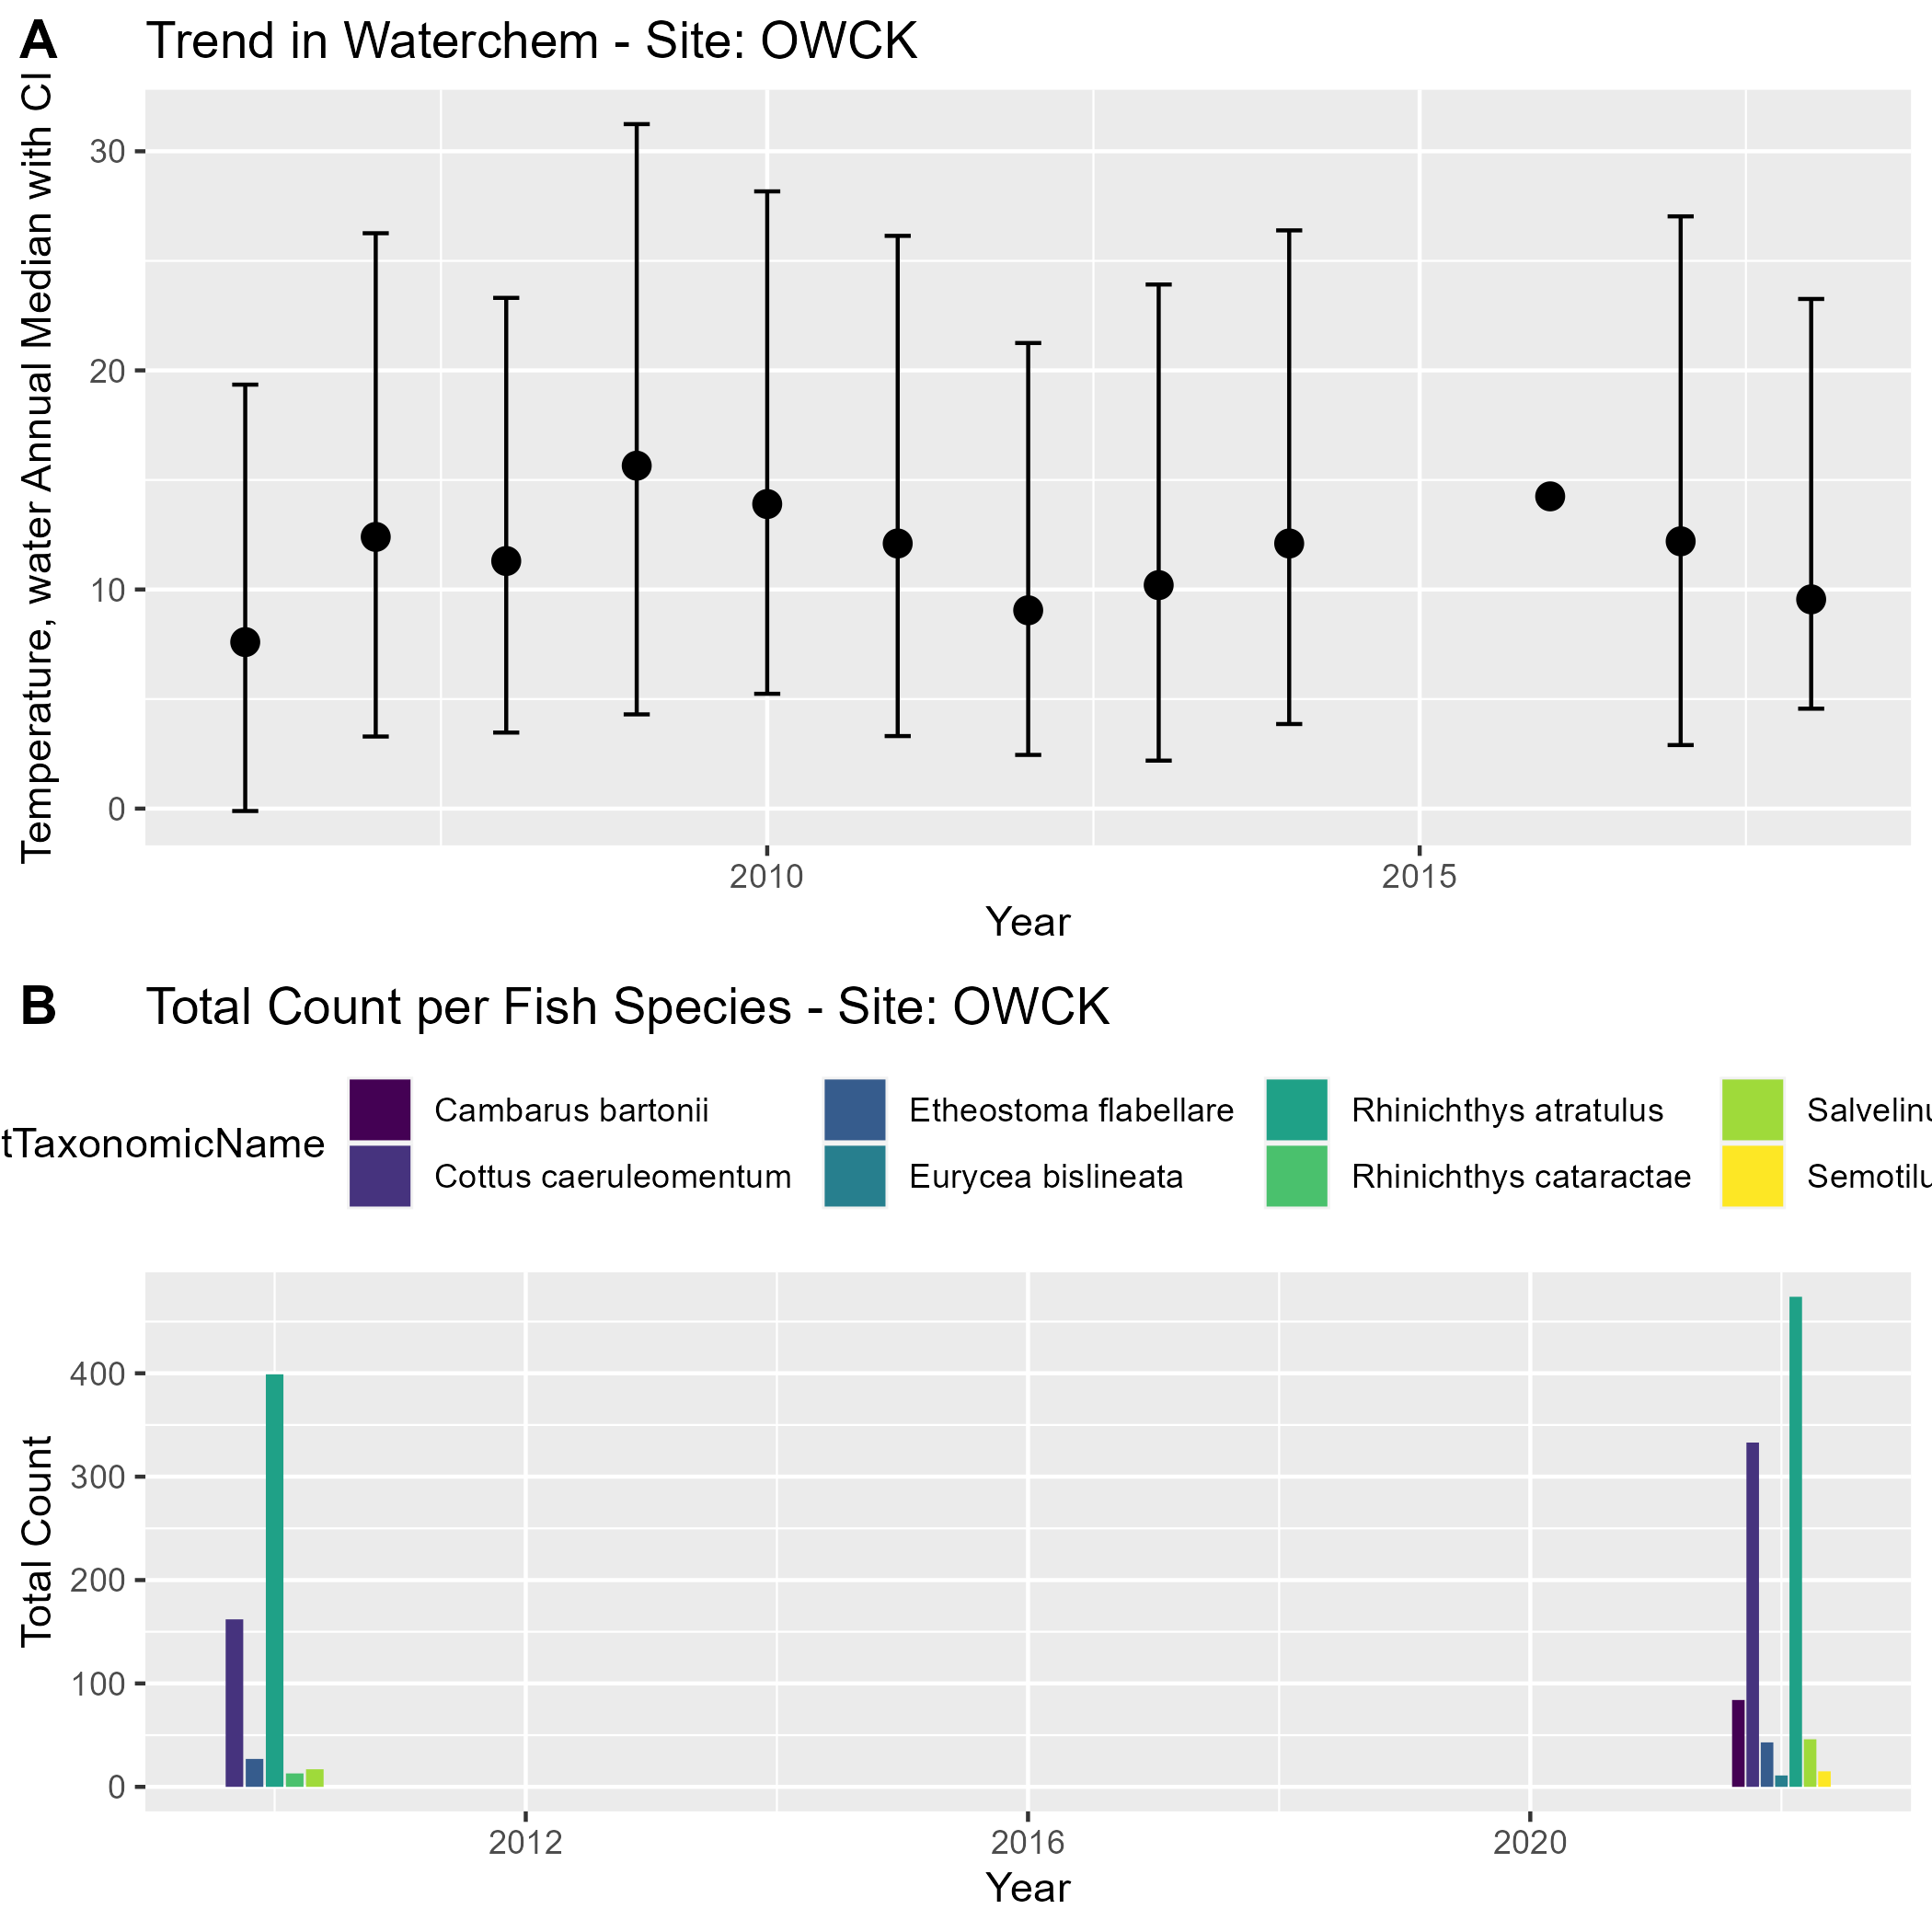 A
Trend in Waterchem - Site: OWCK
Temperature, water Annual Median with CI
30
20
10
0
2010
2015
Year
B
Total Count per Fish Species - Site: OWCK
tTaxonomicName
Cambarus bartonii
Etheostoma flabellare
Rhinichthys atratulus
Salvelinu
Cottus caeruleomentum
Eurycea bislineata
Rhinichthys cataractae
Semotilu
Total Count
400
300
200
100
0
2012
2016
2020
Year